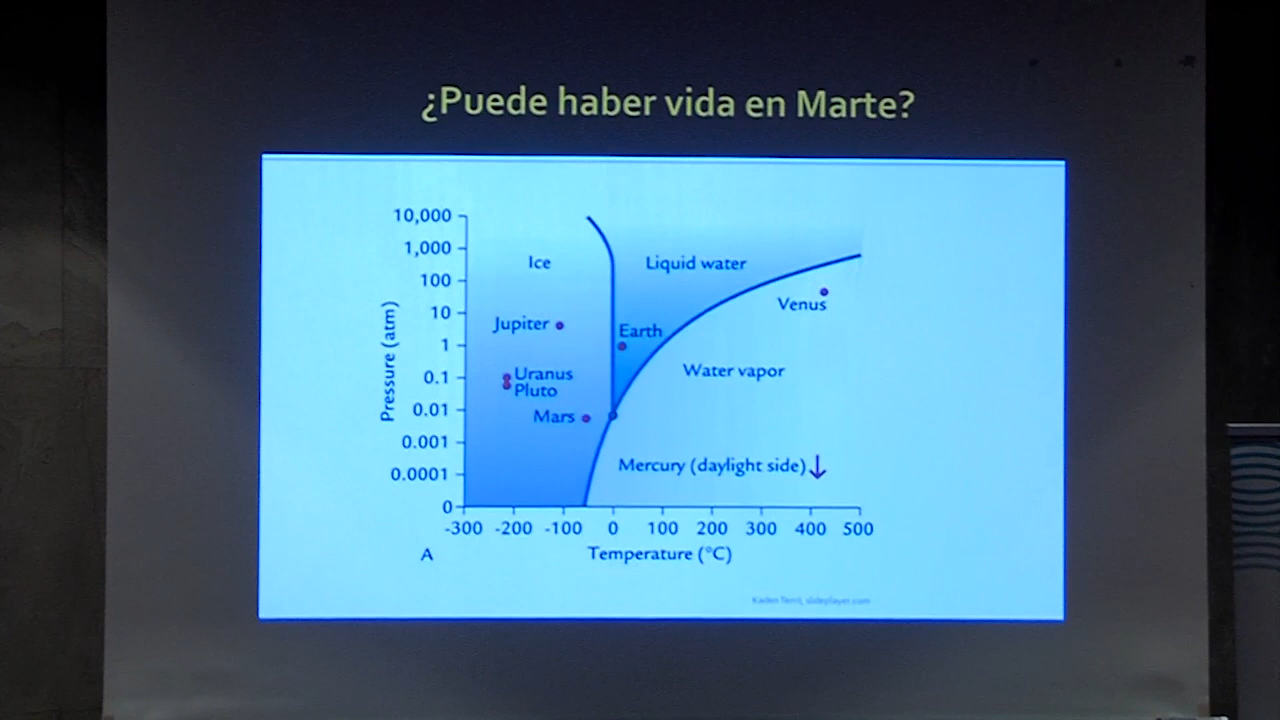 ¿Puede haber vida en Marte?
10,000
1,000
100
10
1
0.1
0.01
0.001
0.0001
0
Pressure (atm)
Ice
Liquid water
Jupiter
Earth
Venus
Uranus
Pluto
Water vapor
Mars
Mercury (daylight side)
-300 -200 -100 0 100 200 300 400 500
A
Temperature (°C)
slideplayer.com